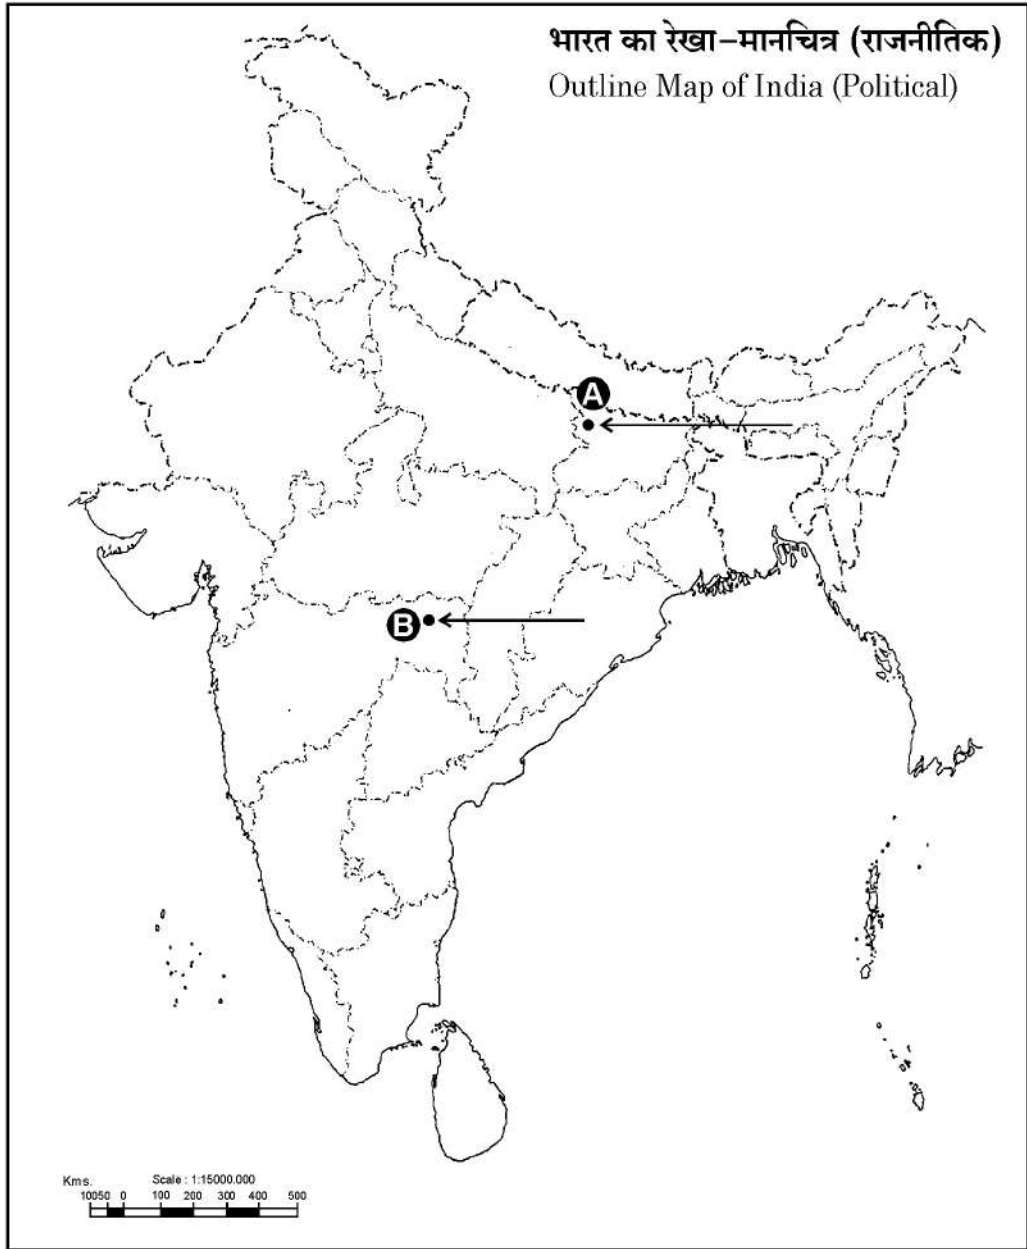 भारत का रेखा-मानचित्र (राजनीतिक)
Outline Map of India (Political)
A
B
Kms. Scale : 1:15000.000
10050 0 100 200 300 400 500